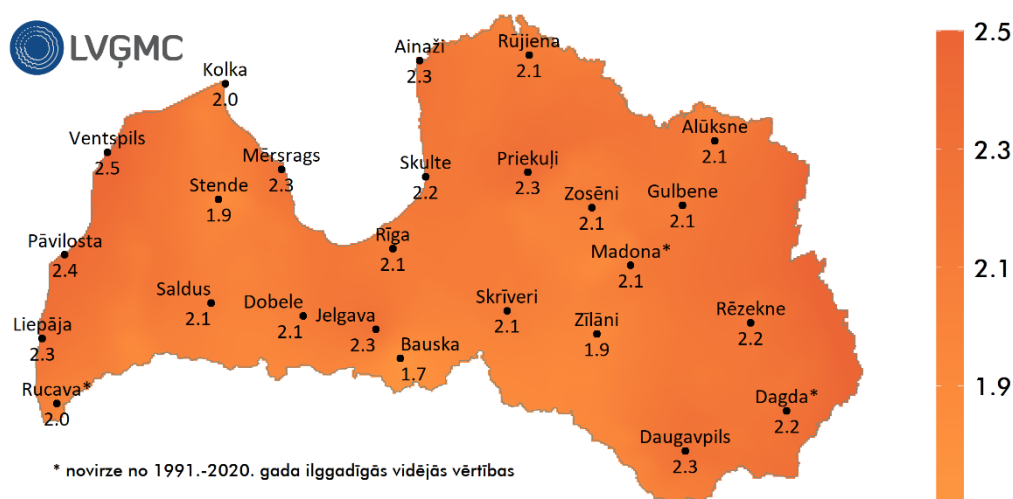 LVĢMC
Kolka
2.0
Ainaži
2.3
Rūjiena
2.1
Ventspils
2.5
Mērsrags
2.3
Stende
1.9
Skulte
2.2
Priekuļi
2.3
Alūksne
2.1
Zosēni
2.1
Gulbene
2.1
Pāvilosta
2.4
Rīga
2.1
Madona*
2.1
Saldus
2.1
Dobele
2.1
Jelgava
2.3
Skrīveri
2.1
Zīlāni
1.9
Rēzekne
2.2
Liepāja
2.3
Bauska
1.7
Rucava*
2.0
Dagda*
2.2
Daugavpils
2.3
* novirze no 1991.-2020. gada ilggadīgās vidējās vērtības
2.5
2.3
2.1
1.9